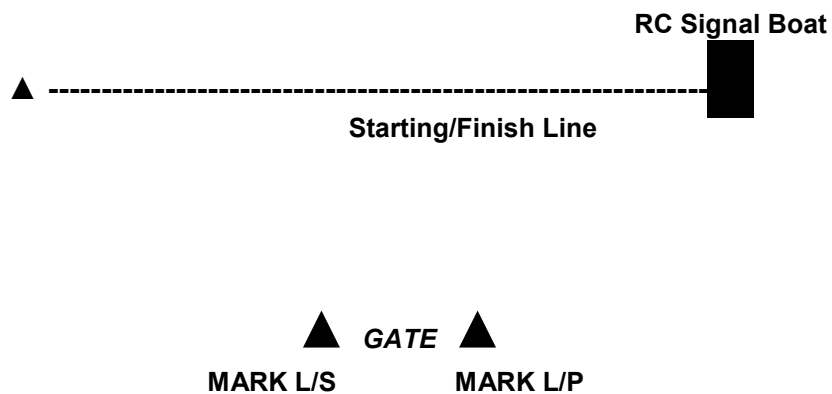 RC Signal Boat
Starting/Finish Line
GATE
MARK L/S MARK L/P